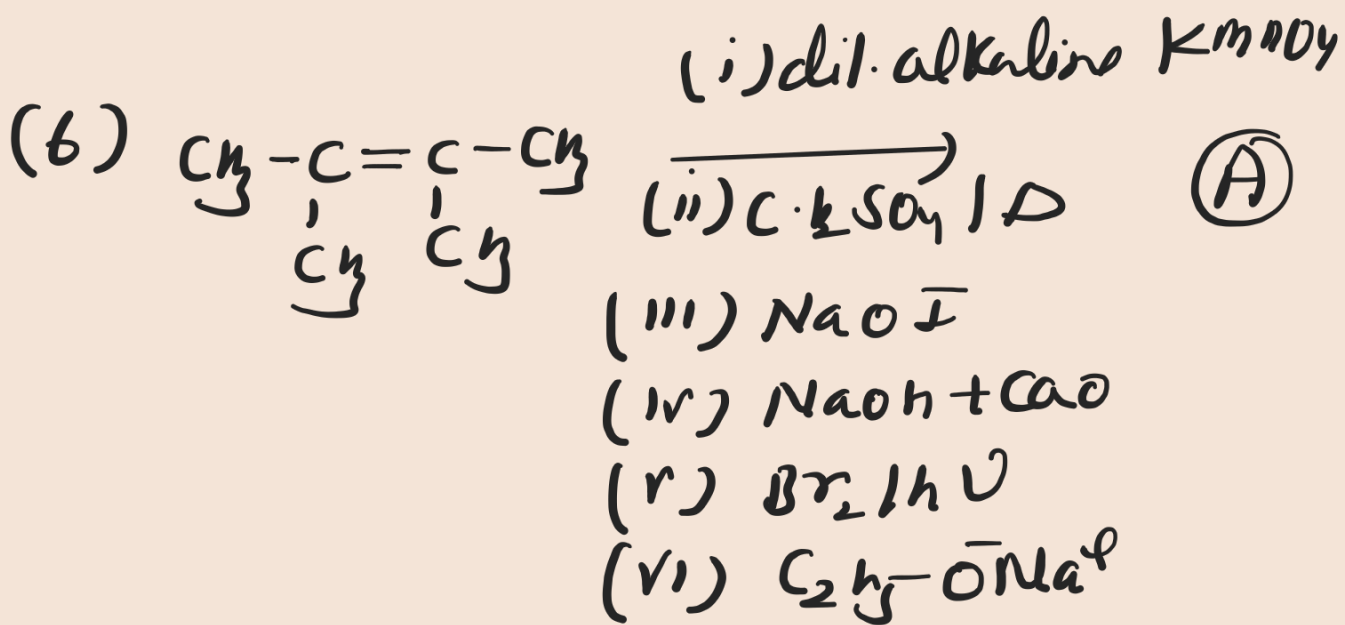 (i) dil. alkaline KMnO4
(6) CH3-C=C-CH3
CH3 CH3
(ii) C.H2SO4/Δ
A
(iii) NaOI
(iv) NaOH + CaO
(v) Br2/hν
(vi) C2H5-O⁻Na⊕